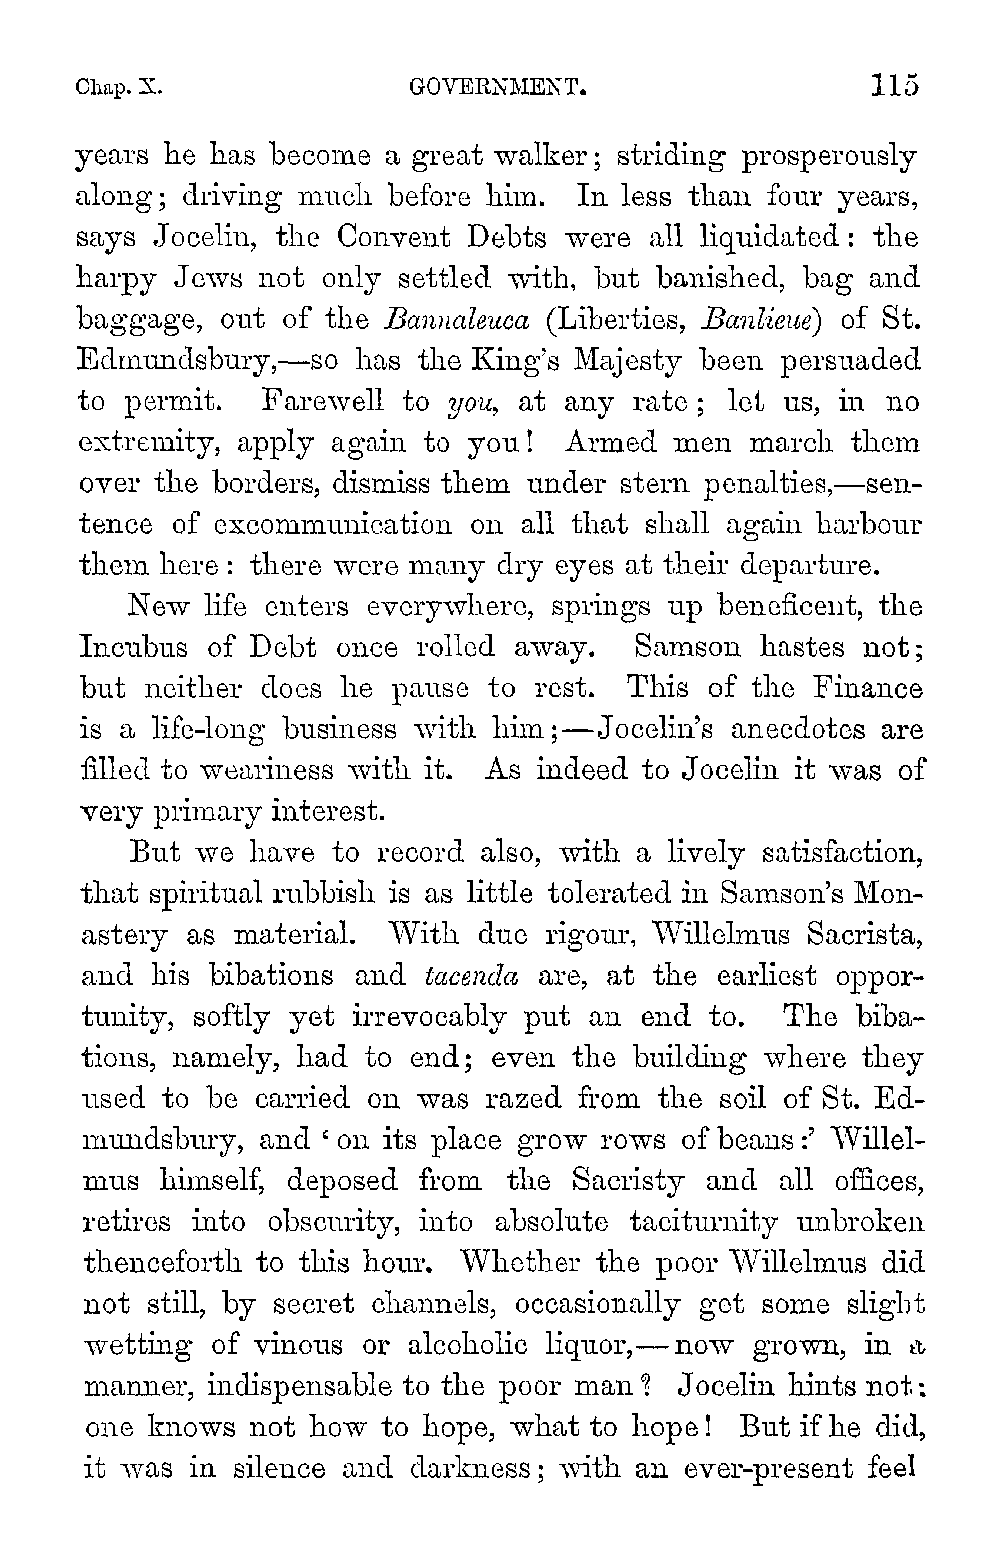 Chap. X. GOVERNMENT. 115
years he has become a great walker; striding prosperously
along; driving much before him. In less than four years,
says Jocelin, the Convent Debts were all liquidated: the
harpy Jews not only settled with, but banished, bag and
baggage, out of the Bannaleuca (Liberties, Banlieue) of St.
Edmundsbury,—so has the King's Majesty been persuaded
to permit. Farewell to you, at any rate; let us, in no
extremity, apply again to you! Armed men march them
over the borders, dismiss them under stern penalties,—sen-
tence of excommunication on all that shall again harbour
them here: there were many dry eyes at their departure.
New life enters everywhere, springs up beneficent, the
Incubus of Debt once rolled away. Samson hastes not;
but neither does he pause to rest. This of the Finance
is a life-long business with him;—Jocelin's anecdotes are
filled to weariness with it. As indeed to Jocelin it was of
very primary interest.
But we have to record also, with a lively satisfaction,
that spiritual rubbish is as little tolerated in Samson's Mon-
astery as material. With due rigour, Willelmus Sacrista,
and his bibations and tacenda are, at the earliest oppor-
tunity, softly yet irrevocably put an end to. The biba-
tions, namely, had to end; even the building where they
used to be carried on was razed from the soil of St. Ed-
mundsbury, and 'on its place grow rows of beans:' Willel-
mus himself, deposed from the Sacristy and all offices,
retires into obscurity, into absolute taciturnity unbroken
thenceforth to this hour. Whether the poor Willelmus did
not still, by secret channels, occasionally get some slight
wetting of vinous or alcoholic liquor,—now grown, in a
manner, indispensable to the poor man? Jocelin hints not;
one knows not how to hope, what to hope! But if he did,
it was in silence and darkness; with an ever-present feel